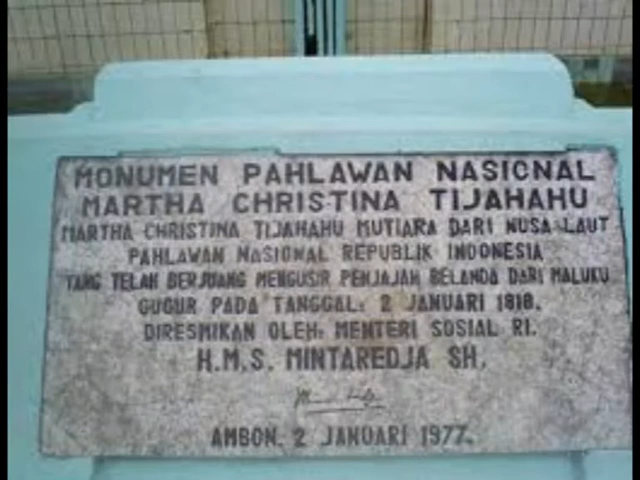 MONUMEN PAHLAWAN NASIONAL
MARTHA CHRISTINA TIJAHAHU
MARTHA CHRISTINA TIJAHAHU MUTIARA DARI NUSA LAUT
PAHLAWAN NASIONAL REPUBLIK INDONESIA
YANG TELAH BERJUANG MENGUSIR PENJAJAH BELANDA DARI MALUKU
GUGUR PADA TANGGAL: 2 JANUARI 1818.
DIRESMIKAN OLEH: MENTERI SOSIAL RI.
H.M.S. MINTAREDJA SH.
AMBON, 2 JANUARI 1977.